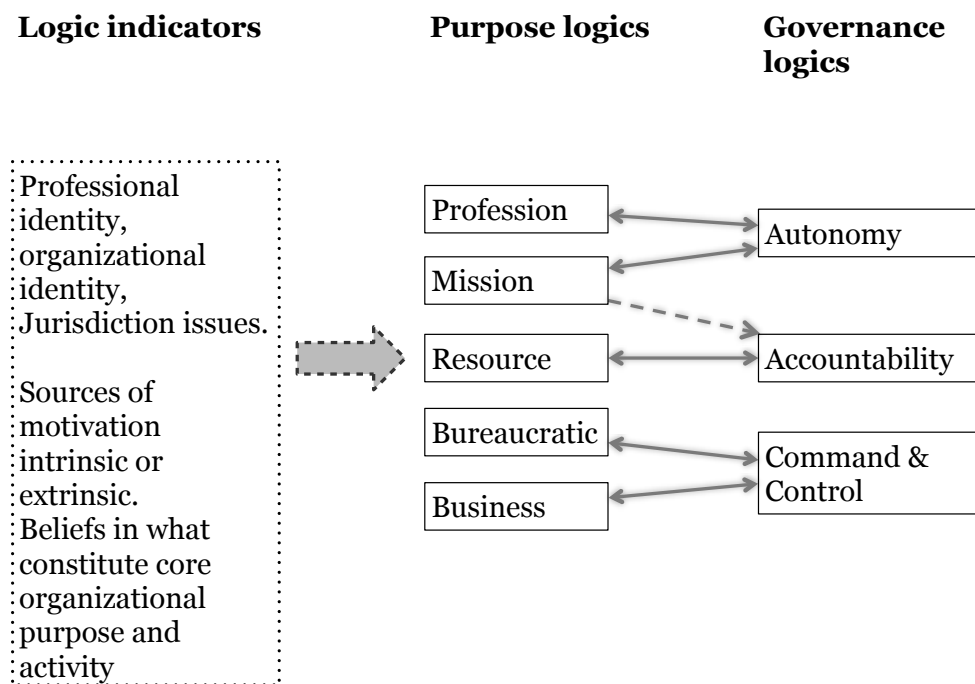 Logic indicators
Purpose logics
Governance
logics
Professional
identity,
organizational
identity,
Jurisdiction issues.
Sources of
motivation
intrinsic or
extrinsic.
Beliefs in what
constitute core
organizational
purpose and
activity
Profession
Mission
Resource
Bureaucratic
Business
Autonomy
Accountability
Command &
Control